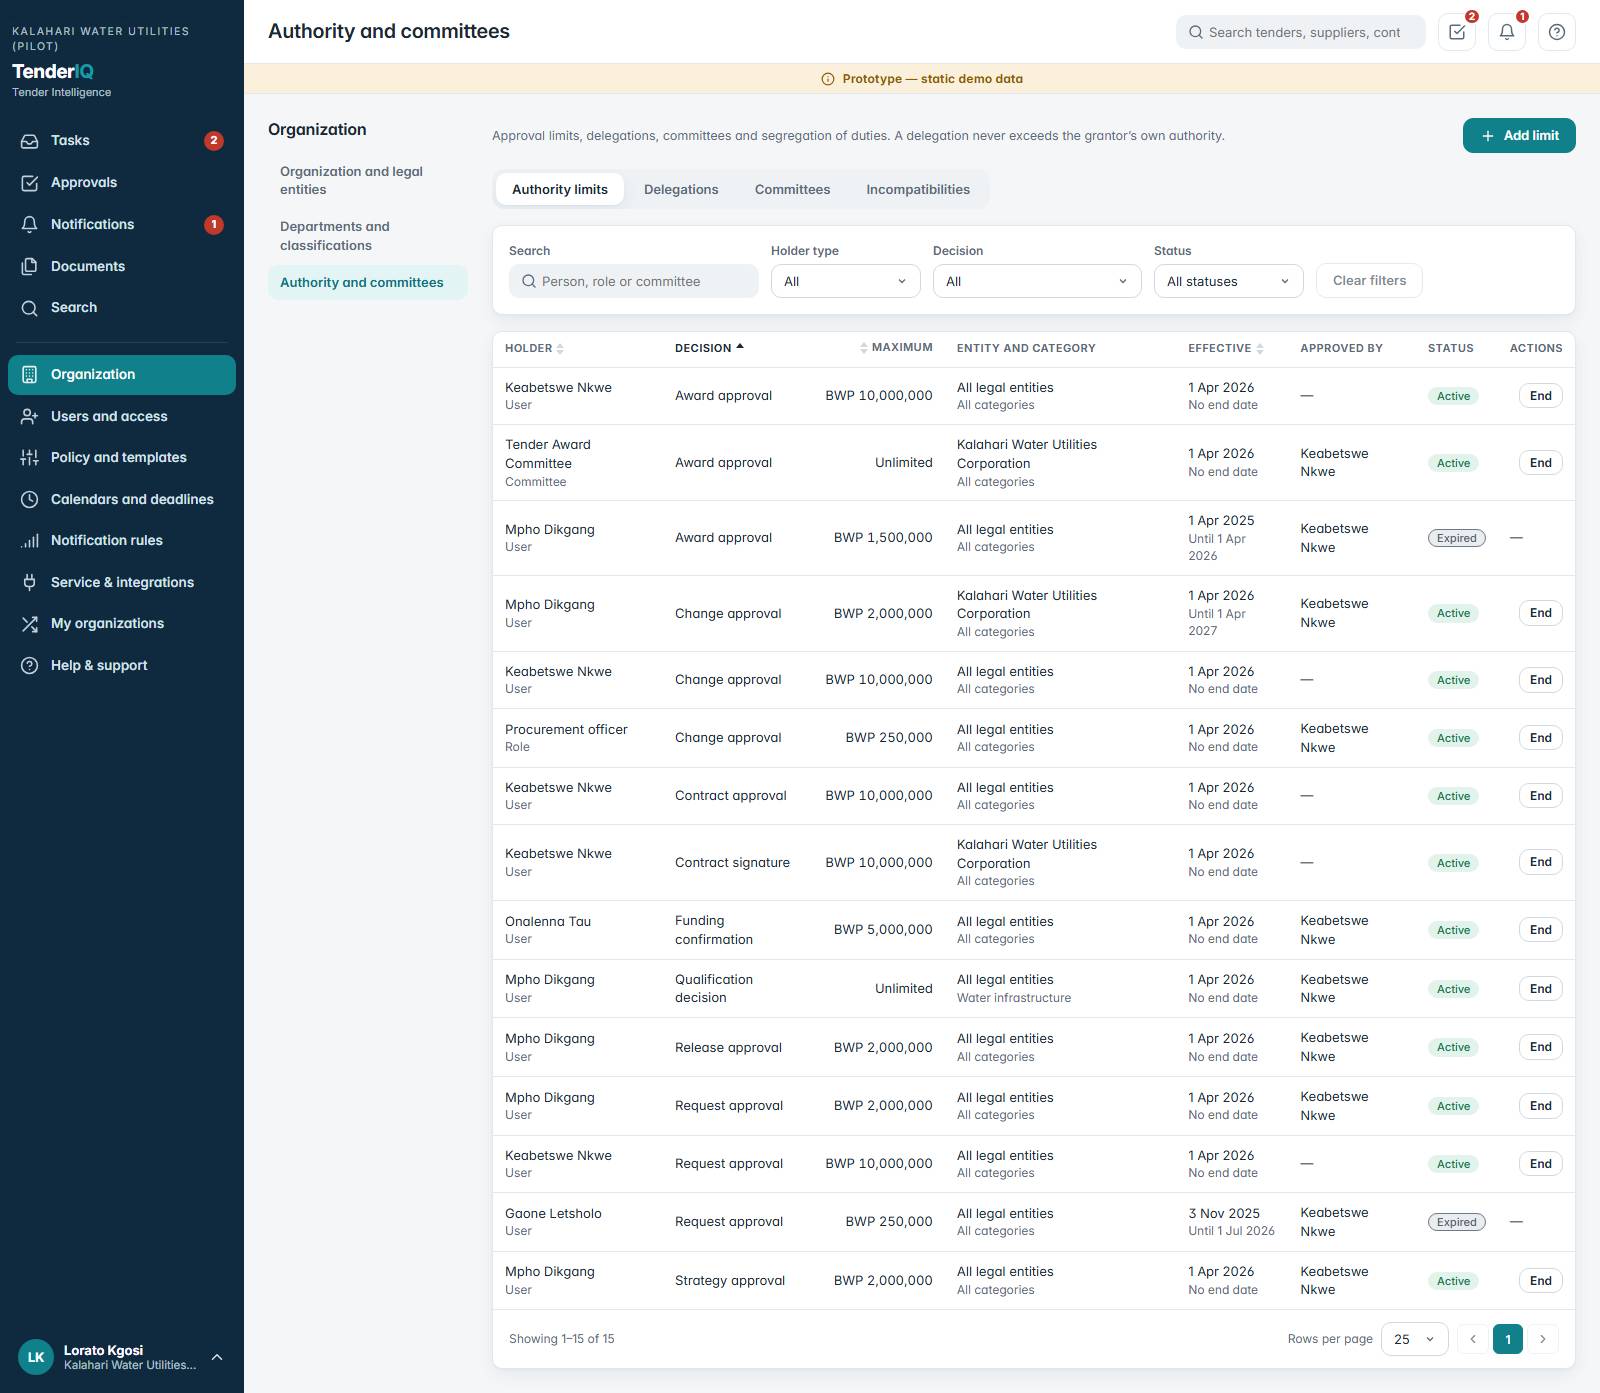 KALAHARI WATER UTILITIES
(PILOT)
TenderIQ
Tender Intelligence
Tasks 2
Approvals
Notifications 1
Documents
Search
Organization
Users and access
Policy and templates
Calendars and deadlines
Notification rules
Service & integrations
My organizations
Help & support
LK Lorato Kgosi
Kalahari Water Utilities...
Authority and committees
Search tenders, suppliers, cont
2
1
Prototype — static demo data
Organization
Organization and legal
entities
Departments and
classifications
Authority and committees
Approval limits, delegations, committees and segregation of duties. A delegation never exceeds the grantor's own authority.
Add limit
Authority limits Delegations Committees Incompatibilities
Search Holder type Decision Status
Person, role or committee All All All statuses Clear filters
HOLDER DECISION MAXIMUM ENTITY AND CATEGORY EFFECTIVE APPROVED BY STATUS ACTIONS
Keabetswe Nkwe
User
Award approval
BWP 10,000,000
All legal entities
All categories
1 Apr 2026
No end date
—
Active
End
Tender Award
Committee
Committee
Award approval
Unlimited
Kalahari Water Utilities
Corporation
All categories
1 Apr 2026
No end date
Keabetswe
Nkwe
Active
End
Mpho Dikgang
User
Award approval
BWP 1,500,000
All legal entities
All categories
1 Apr 2025
Until 1 Apr
2026
Keabetswe
Nkwe
Expired
—
Mpho Dikgang
User
Change approval
BWP 2,000,000
Kalahari Water Utilities
Corporation
All categories
1 Apr 2026
Until 1 Apr
2027
Keabetswe
Nkwe
Active
End
Keabetswe Nkwe
User
Change approval
BWP 10,000,000
All legal entities
All categories
1 Apr 2026
No end date
—
Active
End
Procurement officer
Role
Change approval
BWP 250,000
All legal entities
All categories
1 Apr 2026
No end date
Keabetswe
Nkwe
Active
End
Keabetswe Nkwe
User
Contract approval
BWP 10,000,000
All legal entities
All categories
1 Apr 2026
No end date
—
Active
End
Keabetswe Nkwe
User
Contract signature
BWP 10,000,000
Kalahari Water Utilities
Corporation
All categories
1 Apr 2026
No end date
—
Active
End
Onalenna Tau
User
Funding
confirmation
BWP 5,000,000
All legal entities
All categories
1 Apr 2026
No end date
Keabetswe
Nkwe
Active
End
Mpho Dikgang
User
Qualification
decision
Unlimited
All legal entities
Water infrastructure
1 Apr 2026
No end date
Keabetswe
Nkwe
Active
End
Mpho Dikgang
User
Release approval
BWP 2,000,000
All legal entities
All categories
1 Apr 2026
No end date
Keabetswe
Nkwe
Active
End
Mpho Dikgang
User
Request approval
BWP 2,000,000
All legal entities
All categories
1 Apr 2026
No end date
Keabetswe
Nkwe
Active
End
Keabetswe Nkwe
User
Request approval
BWP 10,000,000
All legal entities
All categories
1 Apr 2026
No end date
—
Active
End
Gaone Letsholo
User
Request approval
BWP 250,000
All legal entities
All categories
3 Nov 2025
Until 1 Jul 2026
Keabetswe
Nkwe
Expired
—
Mpho Dikgang
User
Strategy approval
BWP 2,000,000
All legal entities
All categories
1 Apr 2026
No end date
Keabetswe
Nkwe
Active
End
Showing 1–15 of 15
Rows per page 25 1